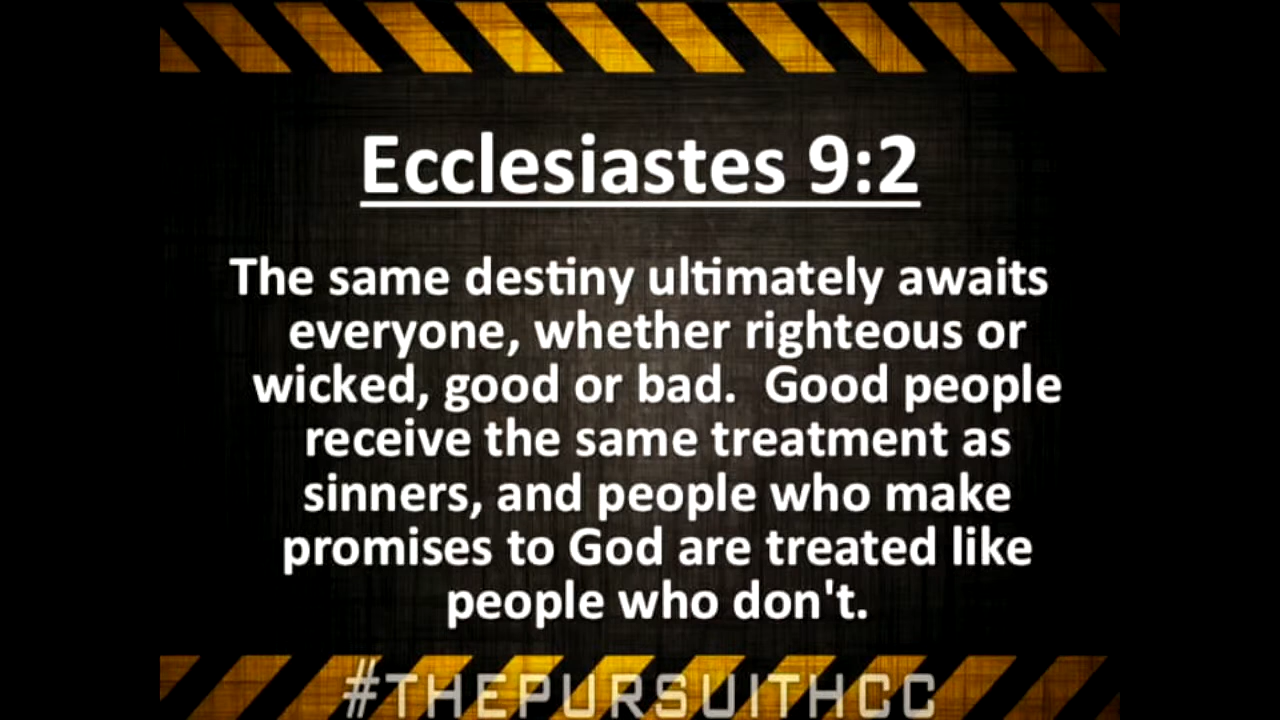 Ecclesiastes 9:2
The same destiny ultimately awaits
everyone, whether righteous or
wicked, good or bad.  Good people
receive the same treatment as
sinners, and people who make
promises to God are treated like
people who don't.
#THEPURSUITHCC